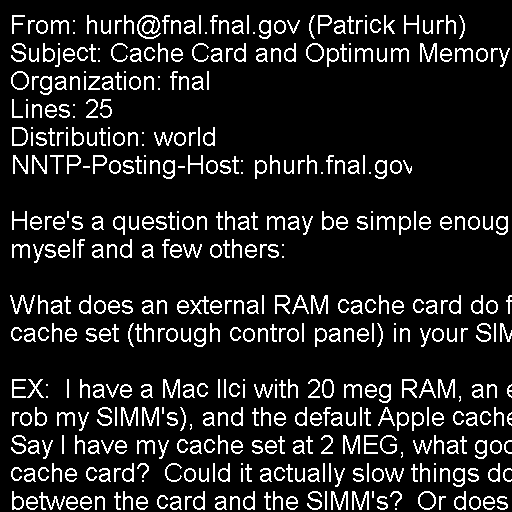 From: hurh@fnal.fnal.gov (Patrick Hurh)
Subject: Cache Card and Optimum Memory
Organization: fnal
Lines: 25
Distribution: world
NNTP-Posting-Host: phurh.fnal.gov
Here's a question that may be simple enoug
myself and a few others:
What does an external RAM cache card do f
cache set (through control panel) in your SIM
EX:  I have a Mac IIci with 20 meg RAM, an e
rob my SIMM's), and the default Apple cache
Say I have my cache set at 2 MEG, what goo
cache card?  Could it actually slow things do
between the card and the SIMM's?  Or does